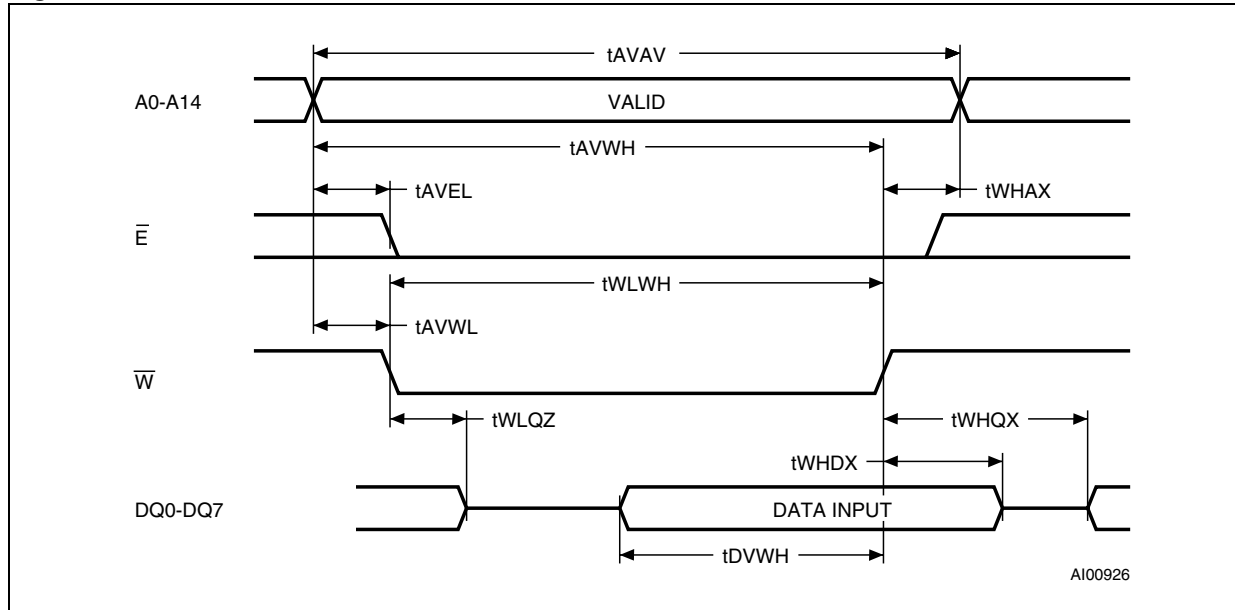 tAVAV
A0-A14
VALID
tAVWH
tAVEL
tWHAX
E̅
tWLWH
tAVWL
W̅
tWLQZ
tWHQX
tWHDX
DQ0-DQ7
DATA INPUT
tDVWH
AI00926